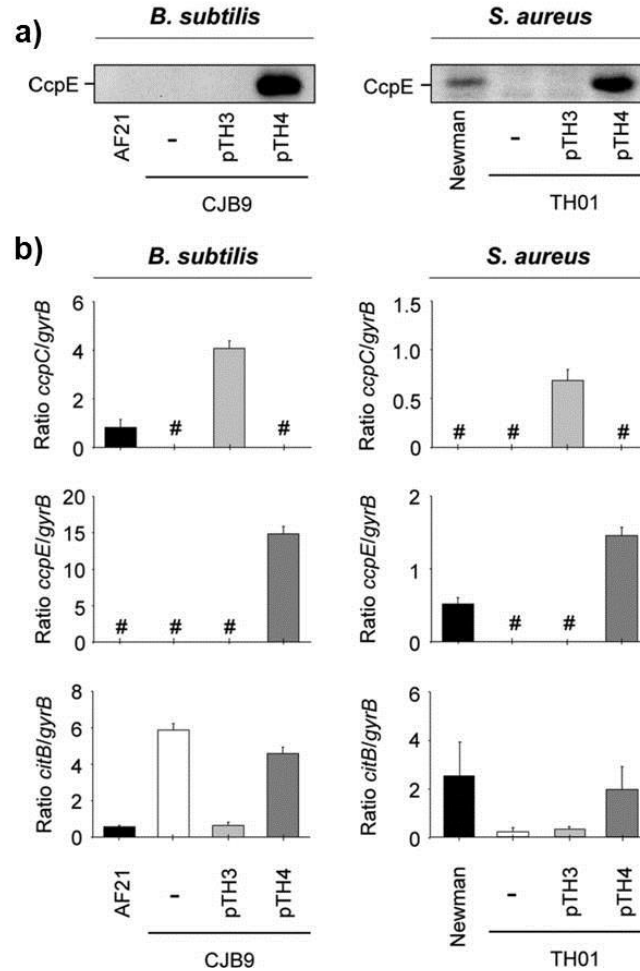 a)
B. subtilis
S. aureus
CcpE
CcpE
AF21
-
pTH3
pTH4
CJB9
Newman
-
pTH3
pTH4
TH01
b)
B. subtilis
S. aureus
Ratio ccpC/gyrB
6
4
2
0
# #
Ratio ccpC/gyrB
1.5
1.0
0.5
0
# # #
Ratio ccpE/gyrB
20
15
10
5
0
# # #
Ratio ccpE/gyrB
2
1
0
# #
Ratio citB/gyrB
8
6
4
2
0
Ratio citB/gyrB
6
4
2
0
AF21
-
pTH3
pTH4
CJB9
Newman
-
pTH3
pTH4
TH01